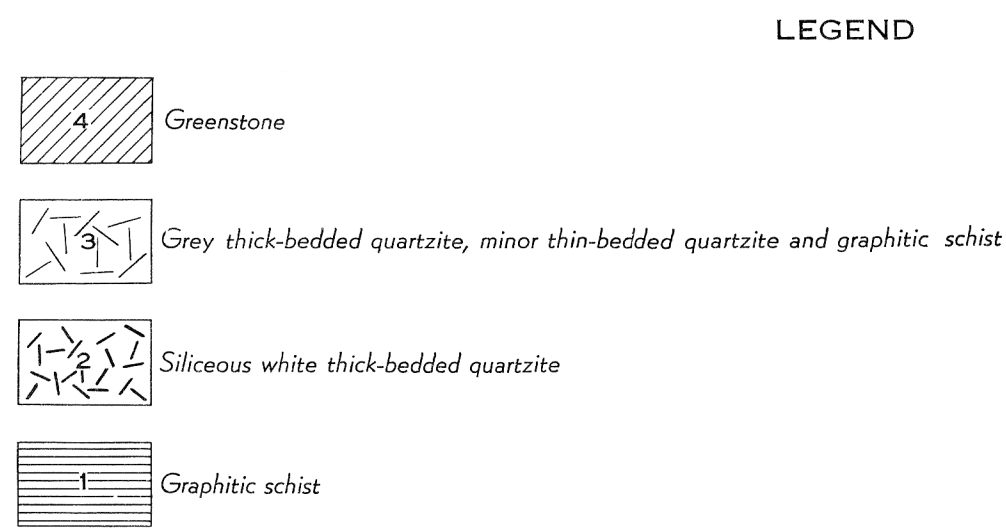 LEGEND
4 Greenstone
3 Grey thick-bedded quartzite, minor thin-bedded quartzite and graphitic schist
2 Siliceous white thick-bedded quartzite
1 Graphitic schist